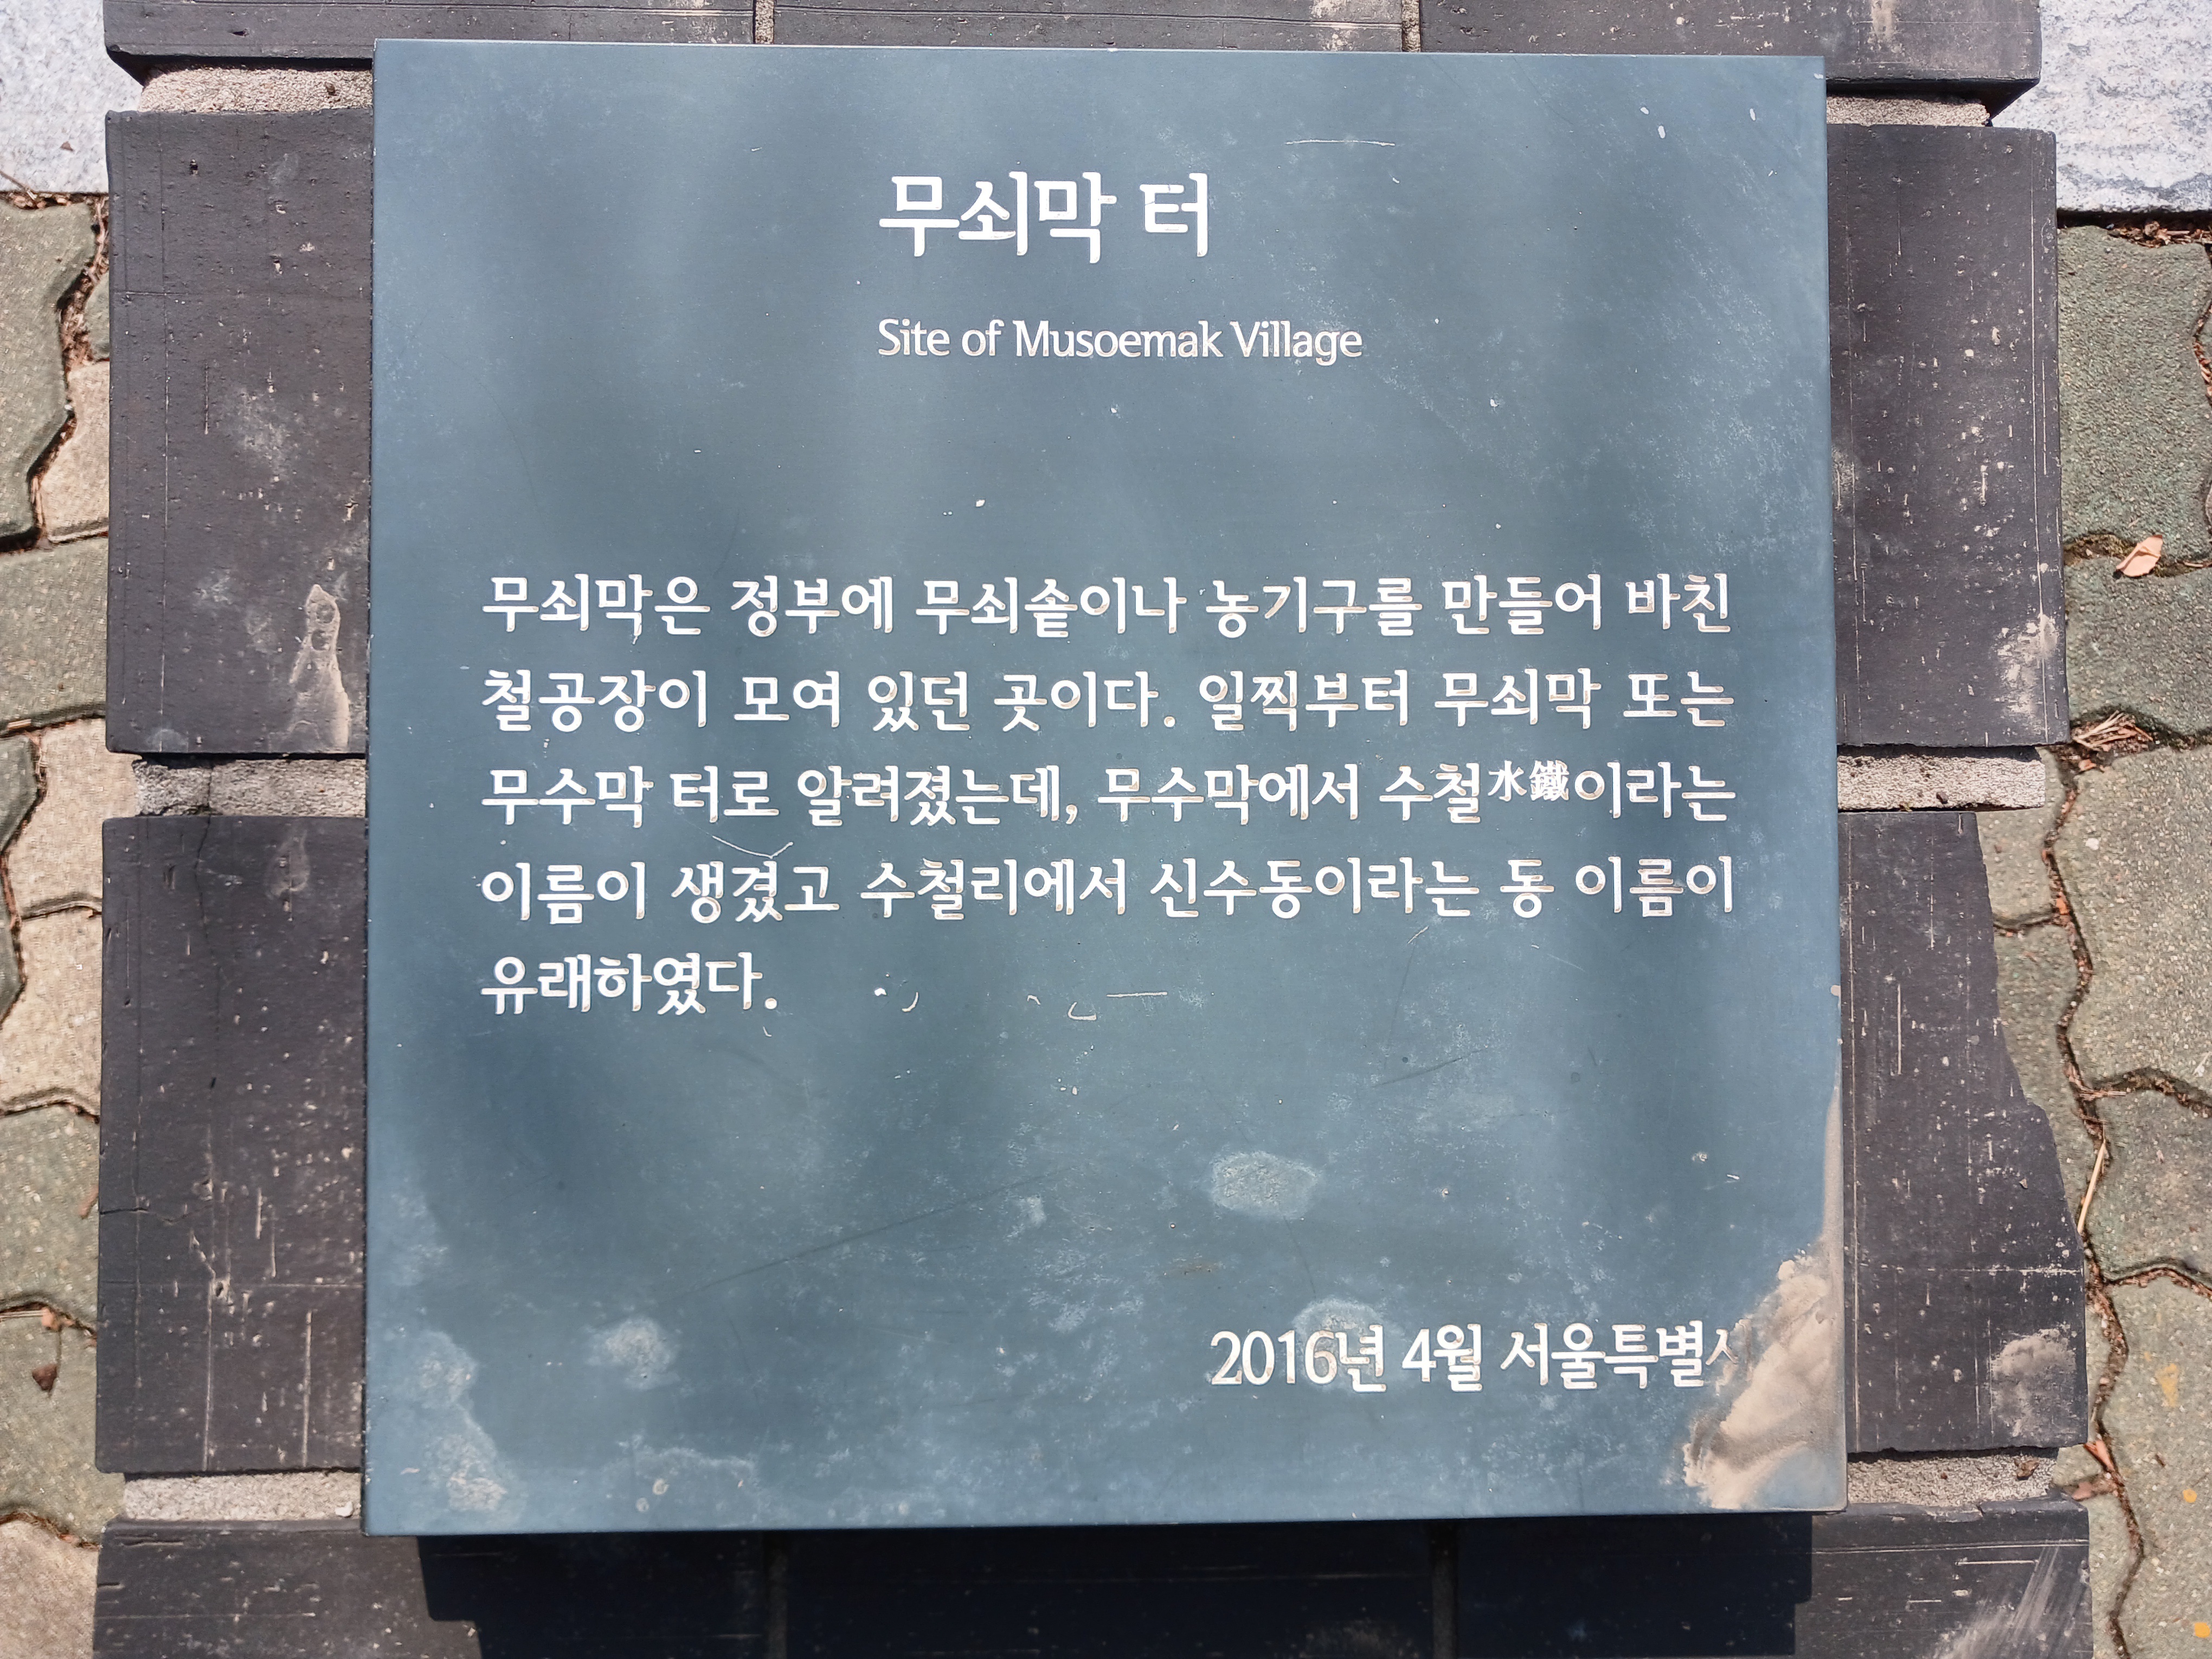 무쇠막 터
Site of Musoemak Village
무쇠막은 정부에 무쇠솥이나 농기구를 만들어 바친
철공장이 모여 있던 곳이다. 일찍부터 무쇠막 또는
무수막 터로 알려졌는데, 무수막에서 수철水鐵이라는
이름이 생겼고 수철리에서 신수동이라는 동 이름이
유래하였다.
2016년 4월